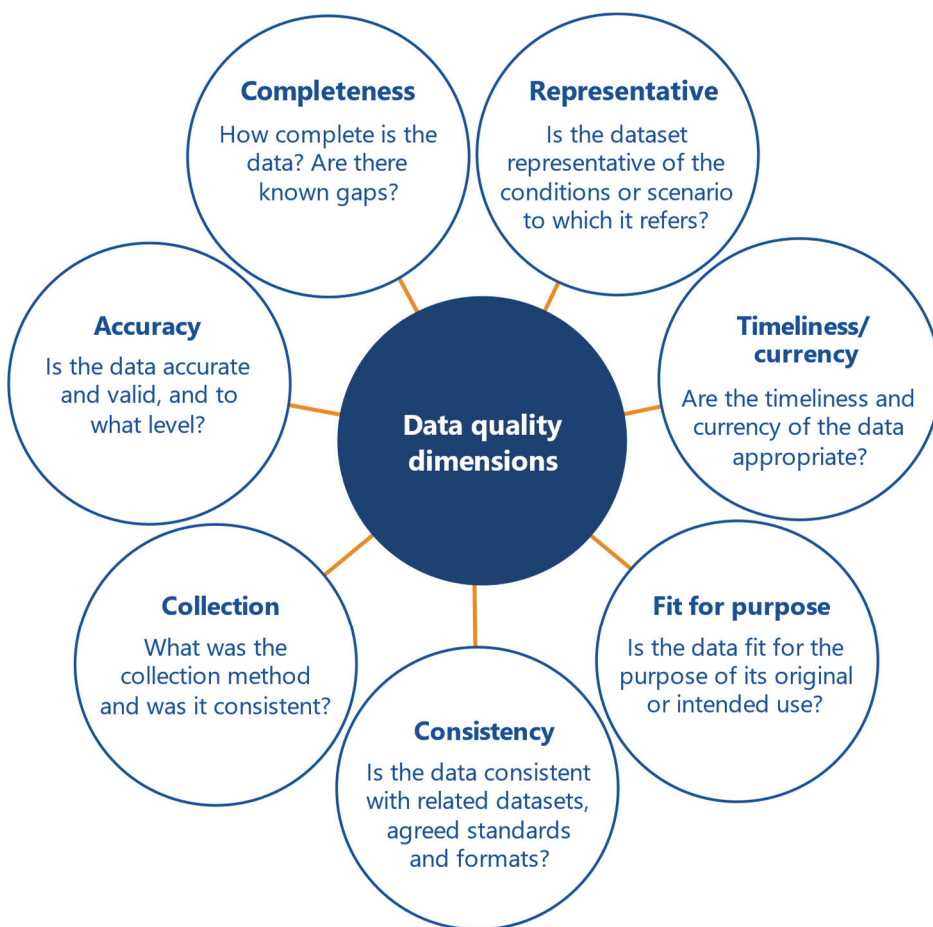 Completeness
How complete is the
data? Are there
known gaps?
Representative
Is the dataset
representative of the
conditions or scenario
to which it refers?
Accuracy
Is the data accurate
and valid, and to
what level?
Timeliness/
currency
Are the timeliness and
currency of the data
appropriate?
Data quality
dimensions
Collection
What was the
collection method
and was it consistent?
Fit for purpose
Is the data fit for the
purpose of its original
or intended use?
Consistency
Is the data consistent
with related datasets,
agreed standards
and formats?